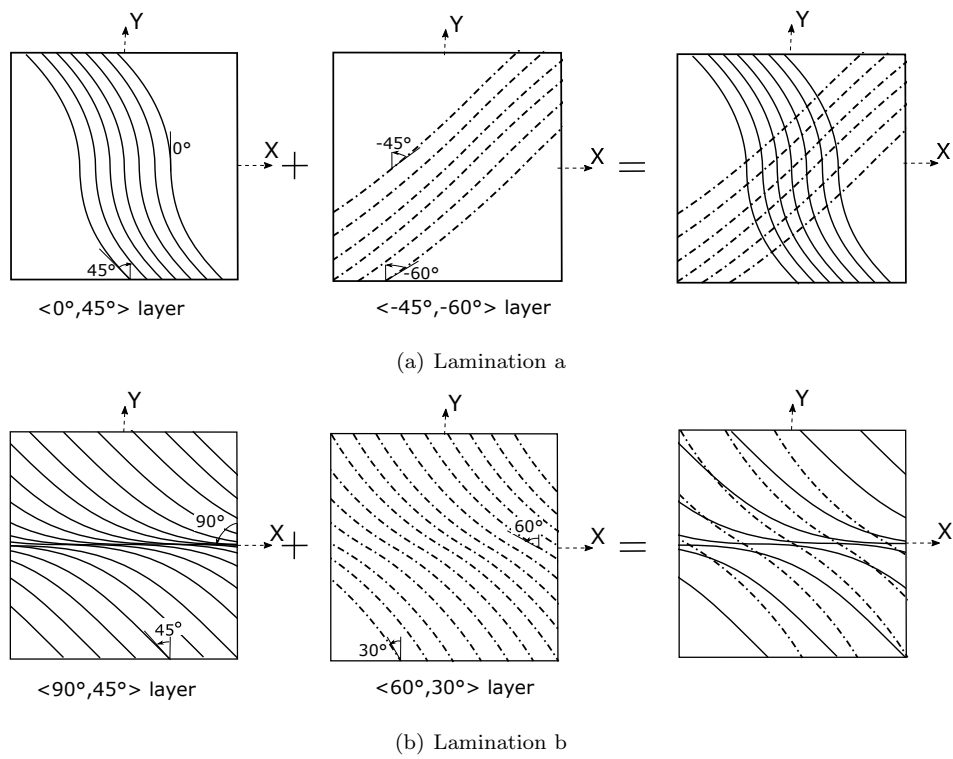 Y
Y
Y
-45°
0°
X
+
X
=
X
45°
-60°
<0°,45°> layer
<-45°,-60°> layer
(a) Lamination a
Y
Y
Y
90°
X
+
60°
X
=
X
45°
30°
<90°,45°> layer
<60°,30°> layer
(b) Lamination b